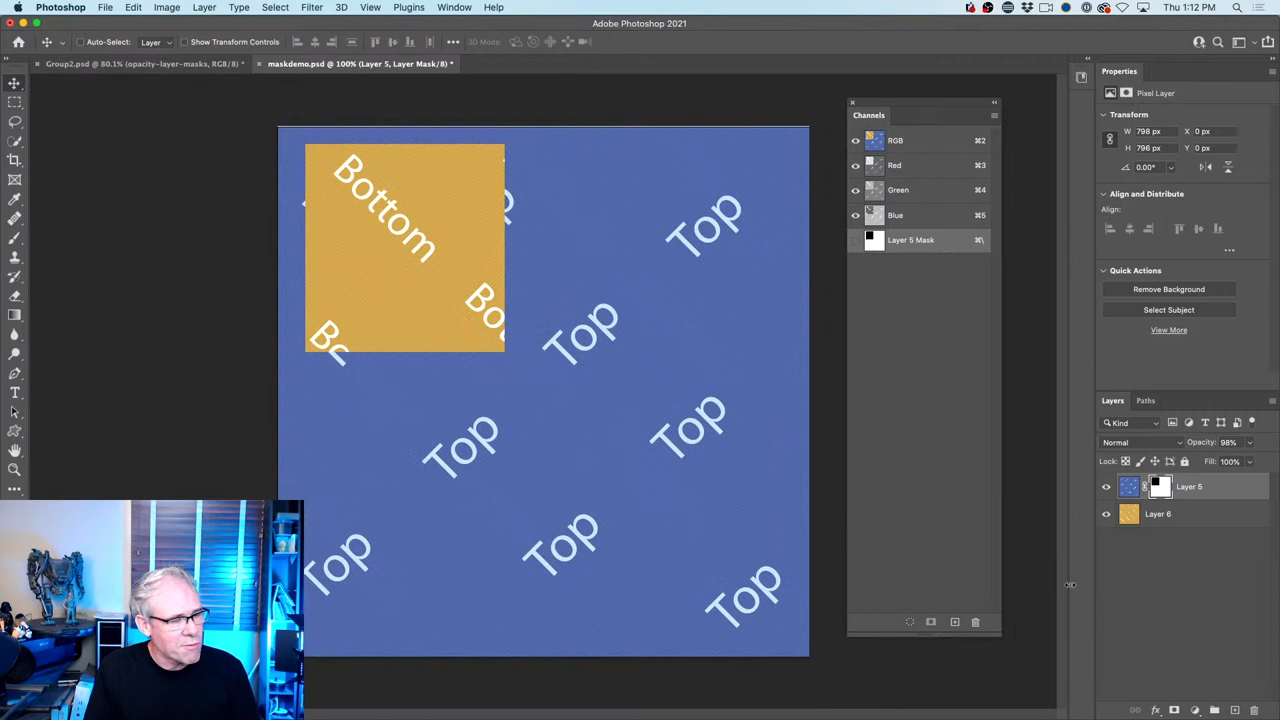 Photoshop File Edit Image Layer Type Select Filter 3D View Plugins Window Help Thu 1:12 PM
Adobe Photoshop 2021
Auto-Select: Layer Show Transform Controls 3D Mode:
Group2.psd @ 80.1% (opacity-layer-masks, RGB/8) * maskdemo.psd @ 100% (Layer 5, Layer Mask/8) *
Properties
Pixel Layer
Transform
W 798 px X 0 px
H 796 px Y 0 px
0.00°
Align and Distribute
Align:
Quick Actions
Remove Background
Select Subject
View More
Channels
RGB ⌘2
Red ⌘3
Green ⌘4
Blue ⌘5
Layer 5 Mask ⌘\
Bottom
Bot
Bo
p
Top
Top
Top
Top
Top
Top
Top
Layers Paths
Kind
Normal Opacity: 98%
Lock: Fill: 100%
Layer 5
Layer 6